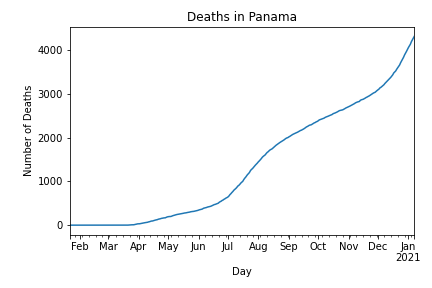 Deaths in Panama
Number of Deaths
4000
3000
2000
1000
0
Feb Mar Apr May Jun Jul Aug Sep Oct Nov Dec Jan
2021
Day